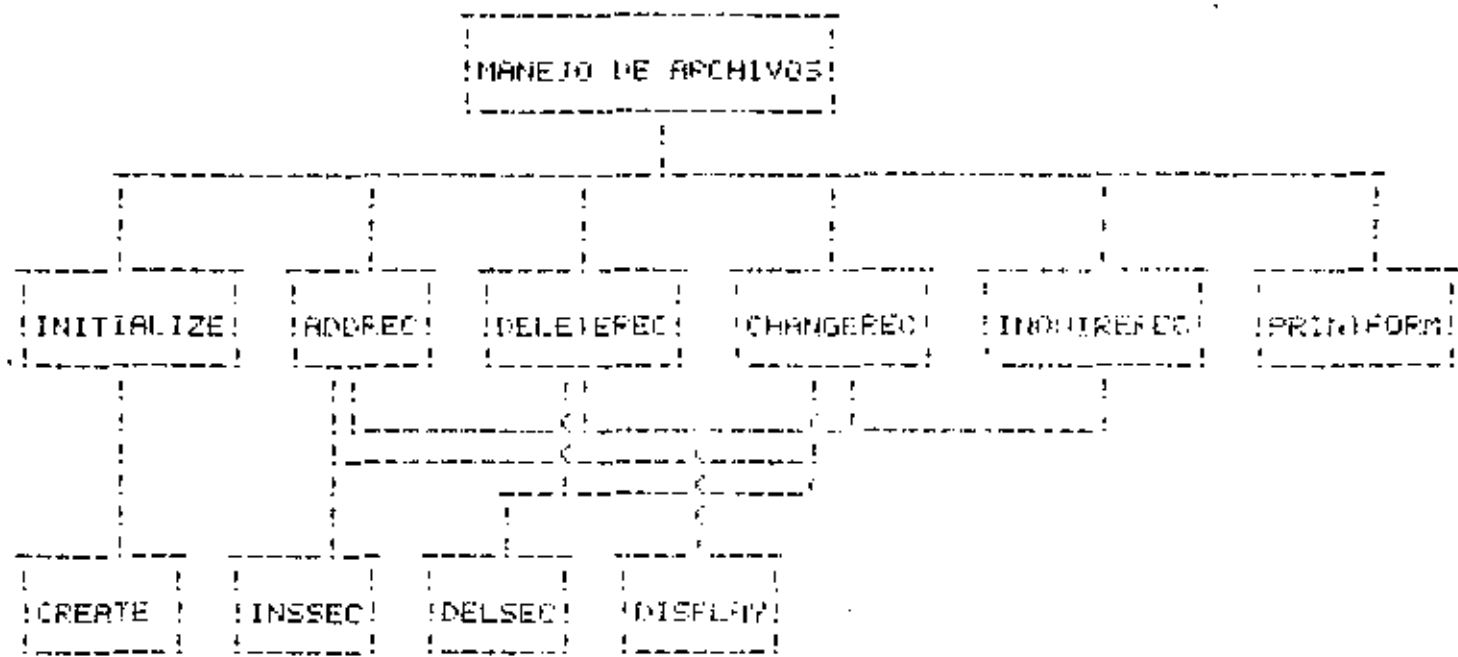 MANEJO DE ARCHIVOS
INITIALIZE ADDREC DELETEREC CHANGEREC INQUIREREC PRINTFORM
CREATE INSSEC DELSEC DISPLAY